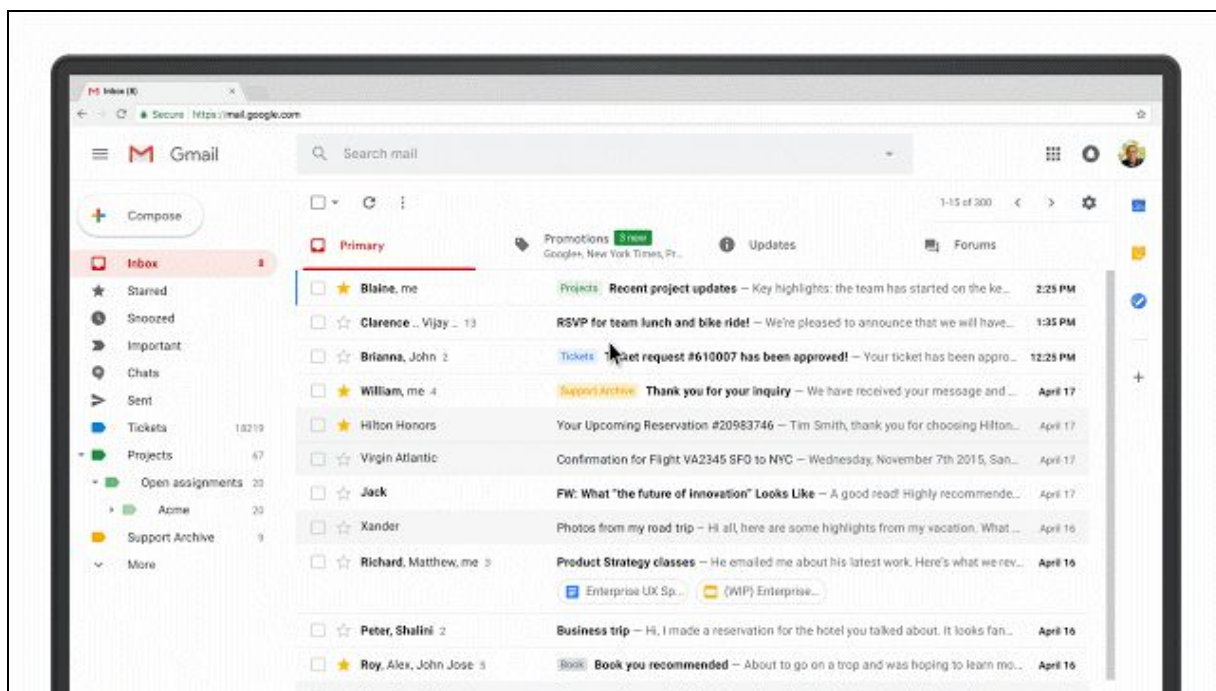 Inbox (8) ×
Secure https://mail.google.com
Gmail Search mail
Compose
1-15 of 300
Primary
Promotions 3 new
Google+, New York Times, Pr...
Updates
Forums
Inbox 8
Starred
Snoozed
Important
Chats
Sent
Tickets 18219
Projects 67
Open assignments 20
Acme 20
Support Archive 9
More
Blaine, me Projects Recent project updates – Key highlights: the team has started on the ke... 2:25 PM
Clarence .. Vijay .. 13 RSVP for team lunch and bike ride! – We're pleased to announce that we will have... 1:35 PM
Brianna, John 2 Tickets Ticket request #610007 has been approved! – Your ticket has been appro... 12:25 PM
William, me 4 Support Archive Thank you for your inquiry – We have received your message and ... April 17
Hilton Honors Your Upcoming Reservation #20983746 – Tim Smith, thank you for choosing Hilton... April 17
Virgin Atlantic Confirmation for Flight VA2345 SFO to NYC – Wednesday, November 7th 2015, San... April 17
Jack FW: What "the future of innovation" Looks Like – A good read! Highly recommende... April 17
Xander Photos from my road trip – Hi all, here are some highlights from my vacation. What ... April 16
Richard, Matthew, me 3 Product Strategy classes – He emailed me about his latest work. Here's what we rev... April 16
Enterprise UX Sp... (WIP) Enterprise...
Peter, Shalini 2 Business trip – Hi, I made a reservation for the hotel you talked about. It looks fan... April 16
Roy, Alex, John Jose 5 Book Book you recommended – About to go on a trop and was hoping to learn mo... April 16